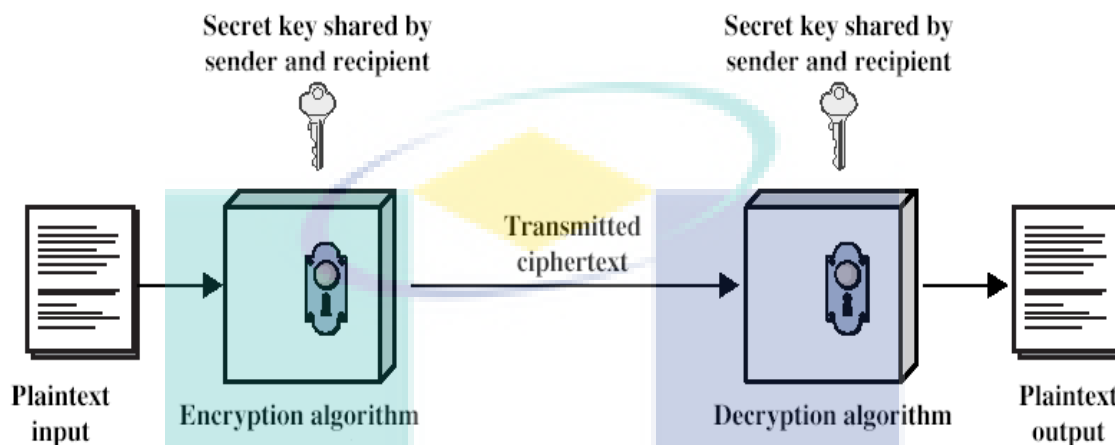 Secret key shared by
sender and recipient
Secret key shared by
sender and recipient
Transmitted
ciphertext
Plaintext
input
Encryption algorithm
Decryption algorithm
Plaintext
output